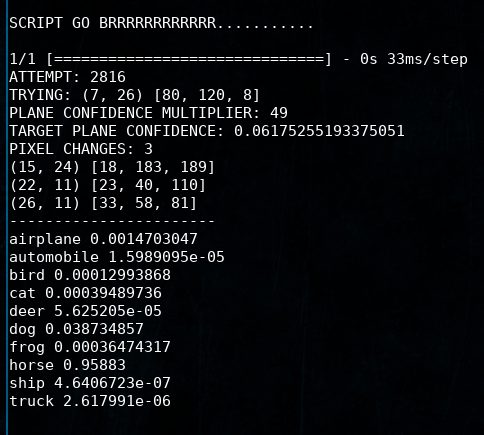 SCRIPT GO BRRRRRRRRRRRR...........
1/1 [==============================] - 0s 33ms/step
ATTEMPT: 2816
TRYING: (7, 26) [80, 120, 8]
PLANE CONFIDENCE MULTIPLIER: 49
TARGET PLANE CONFIDENCE: 0.06175255193375051
PIXEL CHANGES: 3
(15, 24) [18, 183, 189]
(22, 11) [23, 40, 110]
(26, 11) [33, 58, 81]
------------------------
airplane 0.0014703047
automobile 1.5989095e-05
bird 0.00012993868
cat 0.00039489736
deer 5.625205e-05
dog 0.038734857
frog 0.00036474317
horse 0.95883
ship 4.6406723e-07
truck 2.617991e-06